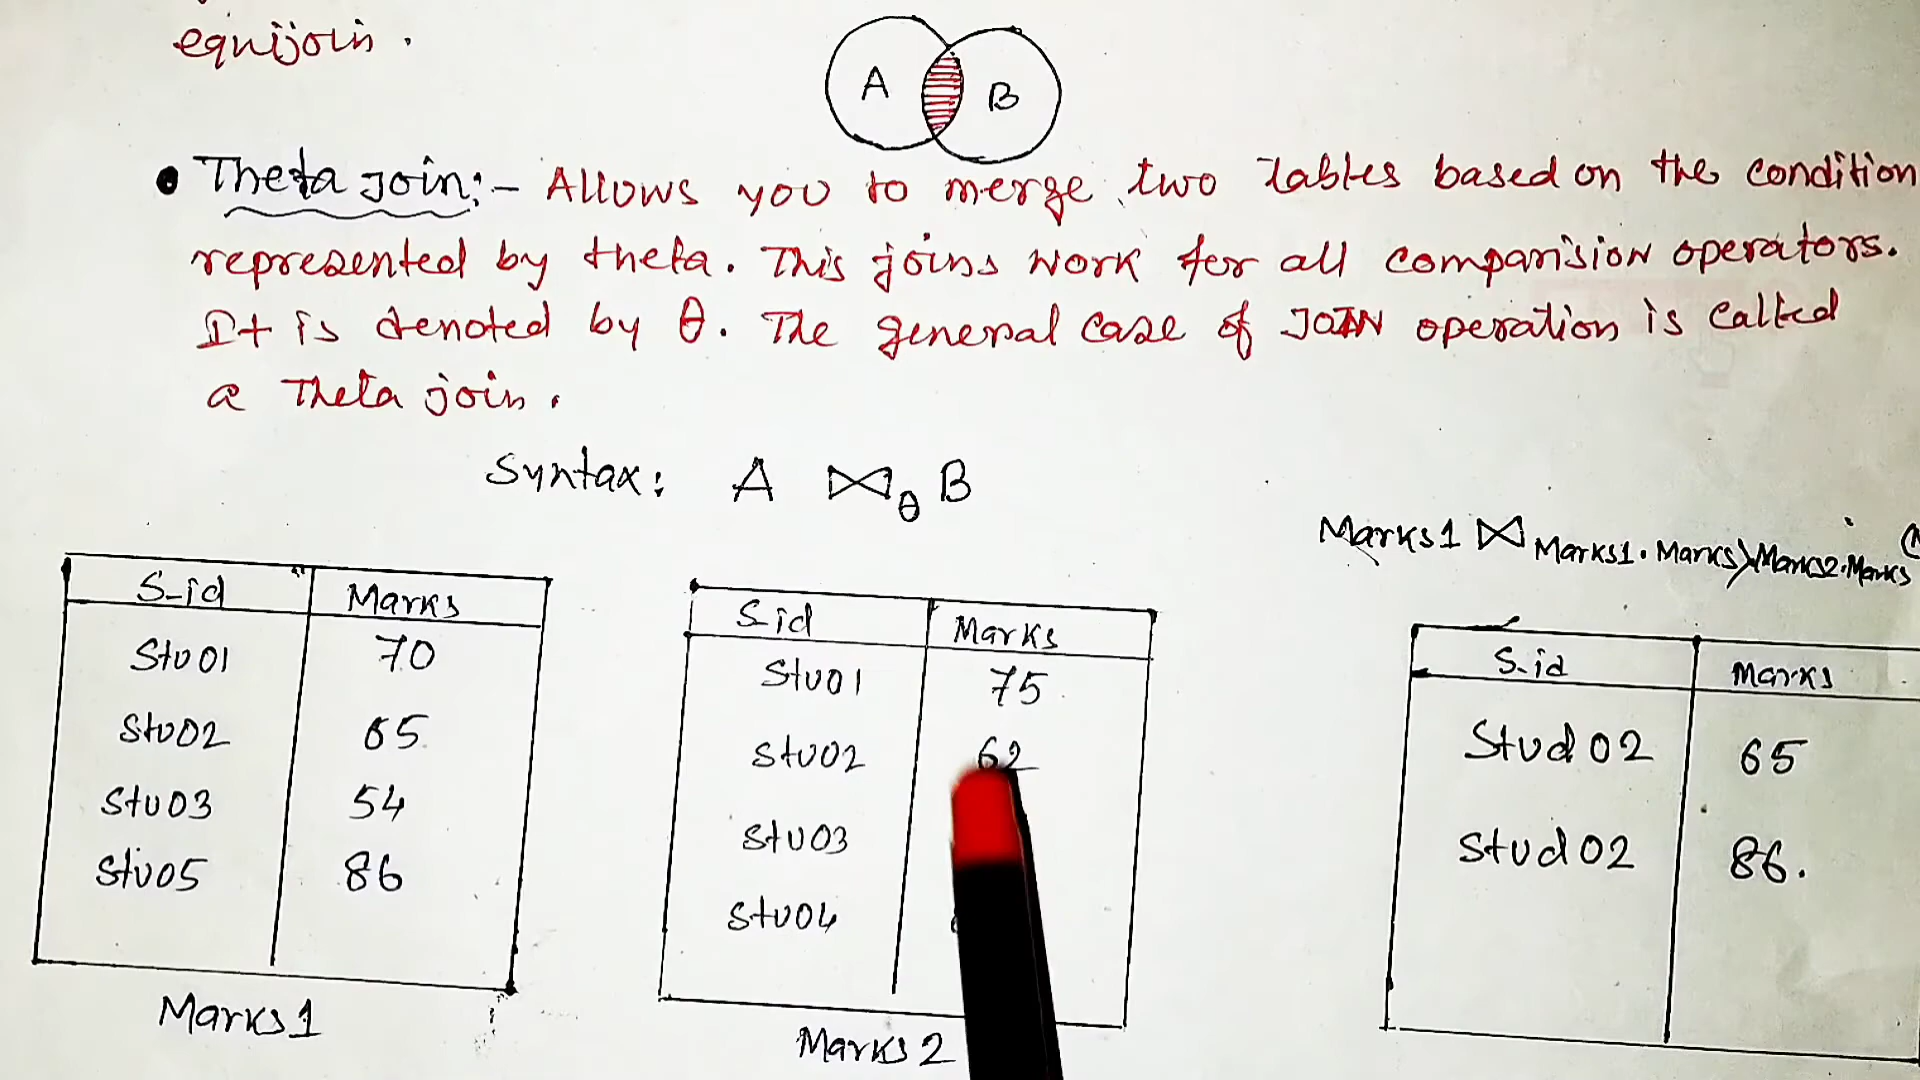 equijoin.
A B
• Theta join:- Allows you to merge two tables based on the condition
represented by theta. This joins work for all comparision operators.
It is denoted by θ. The general case of JOIN operation is called
a Theta join.
Syntax: A ⋈θ B
Marks1 ⋈ Marks1.Marks>Marks2.Marks
S_id Marks
Stu01 70
Stu02 65
Stu03 54
Stu05 86
Marks1
S_id Marks
Stu01 75
Stu02 62
Stu03
Stu04
Marks2
S_id Marks
Stud02 65
Stud02 86.